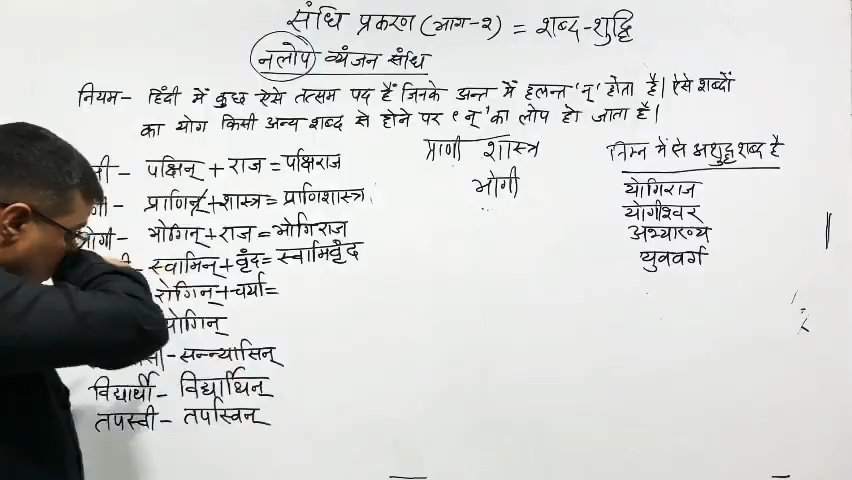 संधि प्रकरण (भाग-२) = शब्द-शुद्धि
नलोप व्यंजन संधि
नियम- हिंदी में कुछ ऐसे तत्सम पद हैं जिनके अन्त में हलन्त 'न्' होता है। ऐसे शब्दों
का योग किसी अन्य शब्द से होने पर 'न्' का लोप हो जाता है।
पक्षिन् + राज = पक्षिराज
प्राणिन् + शास्त्र = प्राणिशास्त्र
भोगिन् + राज = भोगिराज
स्वामिन् + वृंद = स्वामिवृंद
रोगिन् + चर्या =
योगिन्
सी - सन्न्यासिन्
विद्यार्थी - विद्यार्थिन्
तपस्वी - तपस्विन्
प्राणी शास्त्र
भोगी
निम्न में से अशुद्ध शब्द है
योगिराज
योगीश्वर
अभ्यारण्य
युववर्ग